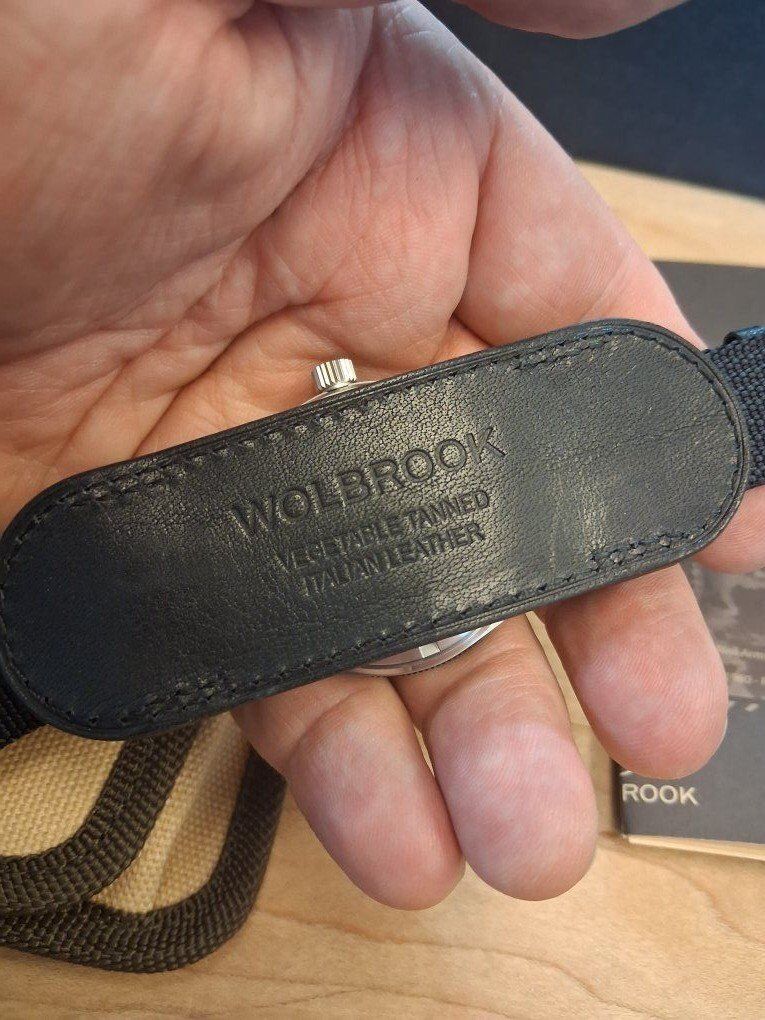 WOLBROOK
VEGETABLE TANNED
ITALIAN LEATHER
ROOK